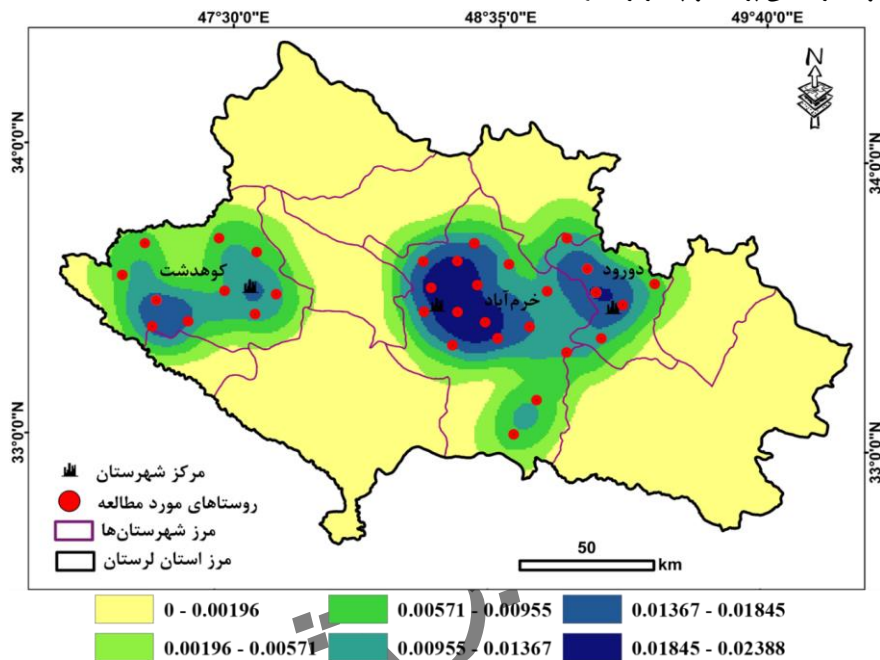 47°30'0"E 48°35'0"E 49°40'0"E
N
34°0'0"N 34°0'0"N
کوهدشت
دورود
خرم‌آباد
33°0'0"N 33°0'0"N
مرکز شهرستان
روستاهای مورد مطالعه
مرز شهرستان‌ها
مرز استان لرستان
50
km
0 - 0.00196 0.00571 - 0.00955 0.01367 - 0.01845
0.00196 - 0.00571 0.00955 - 0.01367 0.01845 - 0.02388